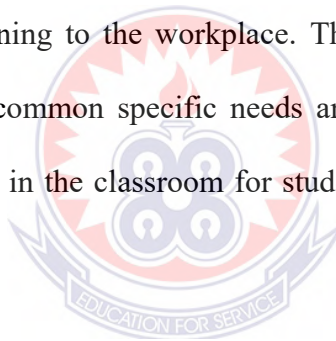 ning to the workplace. Th
common specific needs an
in the classroom for stud
EDUCATION FOR SERVICE